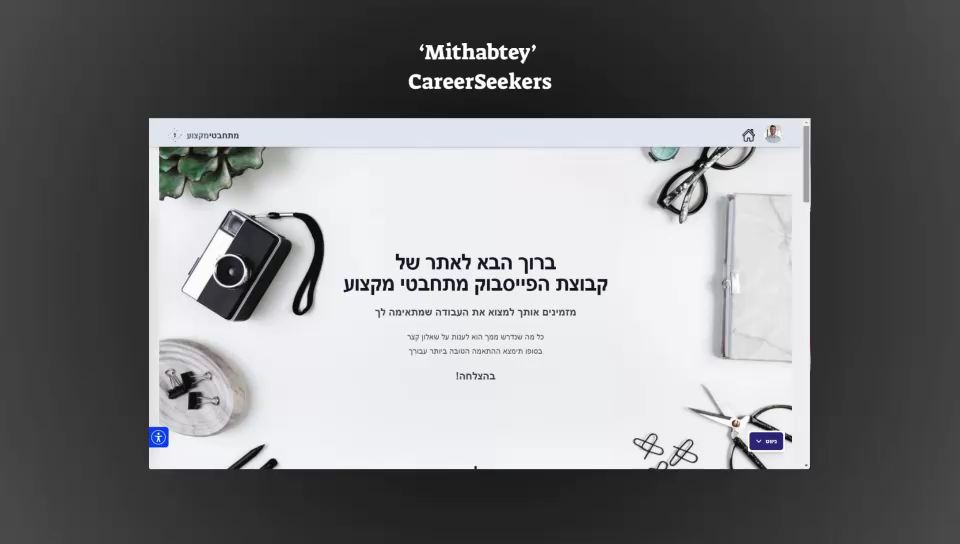 ‘Mithabtey’
CareerSeekers
מתחבטימקצוע
ברוך הבא לאתר של
קבוצת הפייסבוק מתחבטי מקצוע
מזמינים אותך למצוא את העבודה שמתאימה לך
כל מה שנדרש ממך הוא לענות על שאלון קצר
בסופו תימצא ההתאמה הטובה ביותר עבורך
בהצלחה!